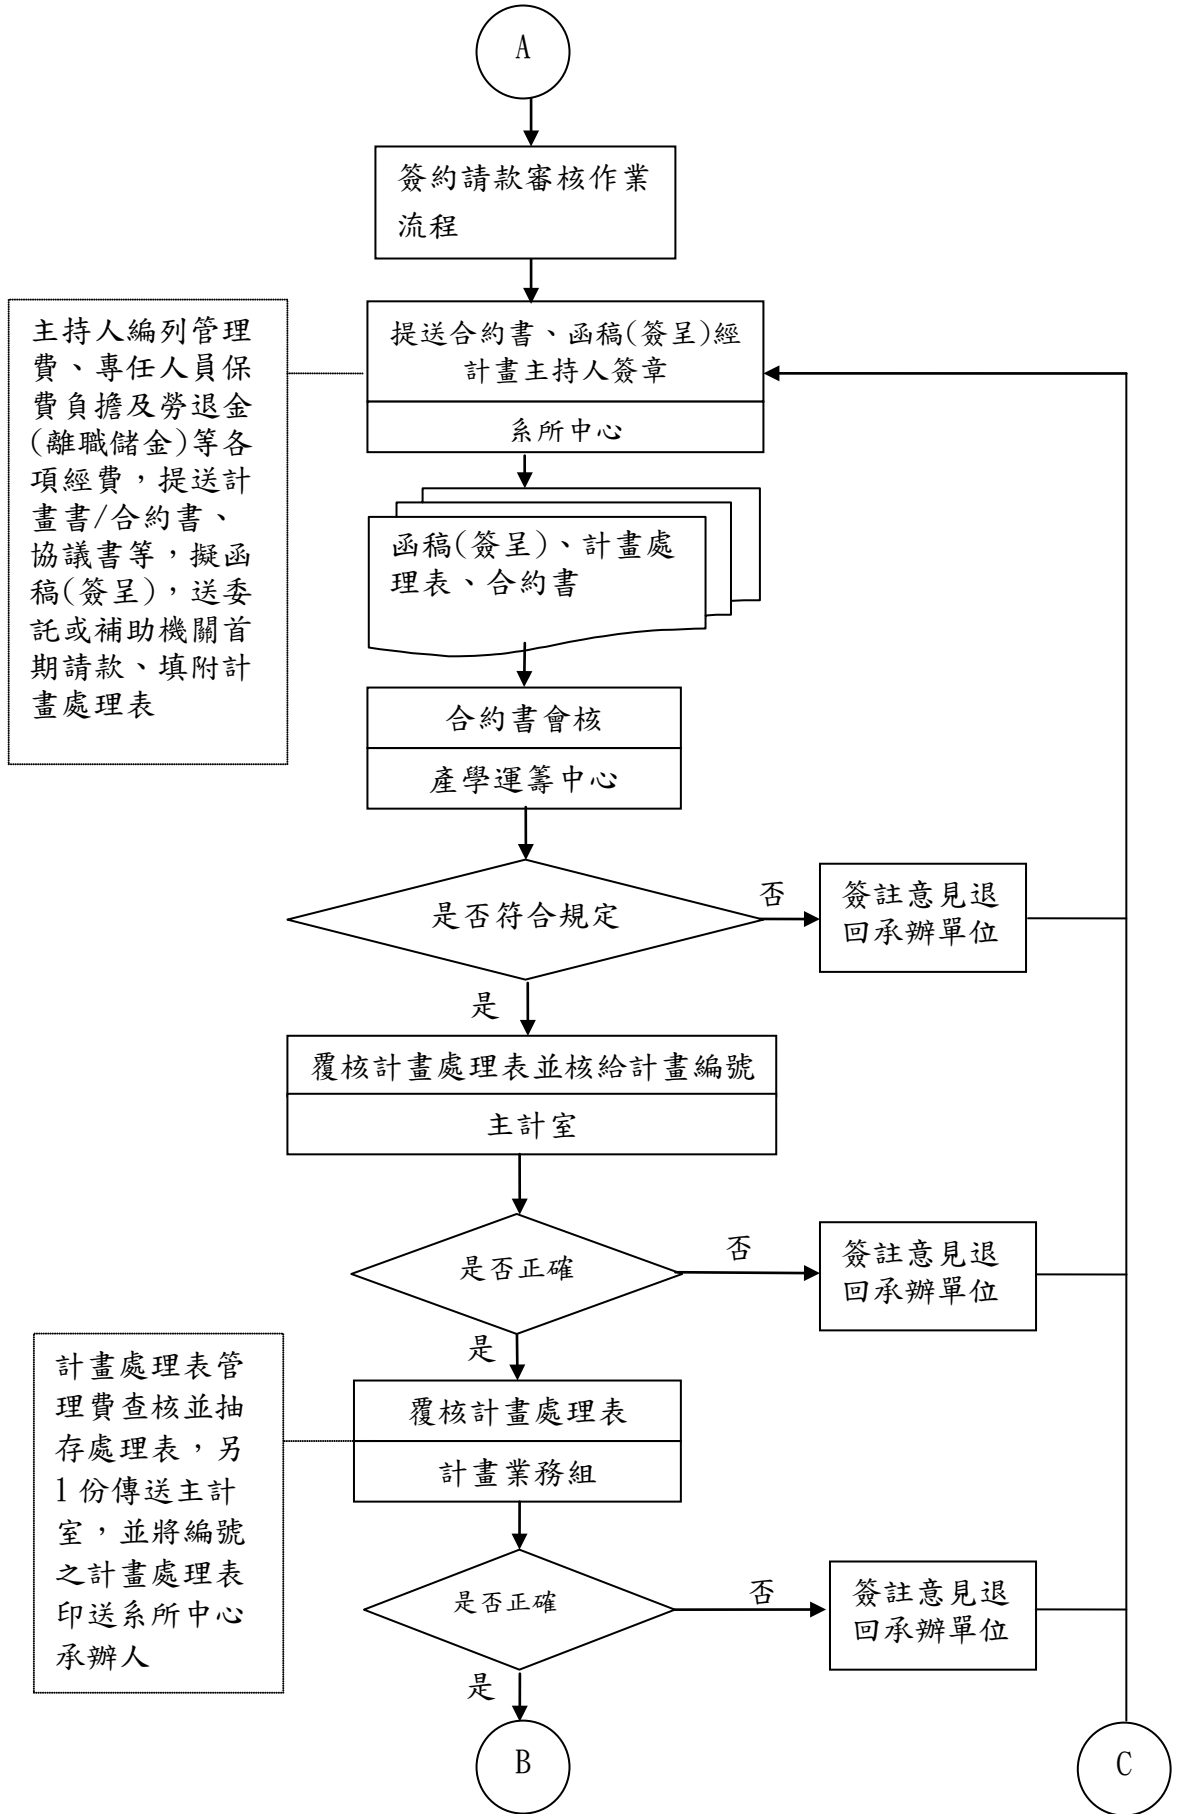 A
簽約請款審核作業
流程
主持人編列管理
費、專任人員保
費負擔及勞退金
(離職儲金)等各
項經費，提送計
畫書/合約書、
協議書等，擬函
稿(簽呈)，送委
託或補助機關首
期請款、填附計
畫處理表
提送合約書、函稿(簽呈)經
計畫主持人簽章
系所中心
函稿(簽呈)、計畫處
理表、合約書
合約書會核
產學運籌中心
是否符合規定
否
簽註意見退
回承辦單位
是
覆核計畫處理表並核給計畫編號
主計室
是否正確
否
簽註意見退
回承辦單位
是
計畫處理表管
理費查核並抽
存處理表，另
1份傳送主計
室，並將編號
之計畫處理表
印送系所中心
承辦人
覆核計畫處理表
計畫業務組
是否正確
否
簽註意見退
回承辦單位
是
B
C